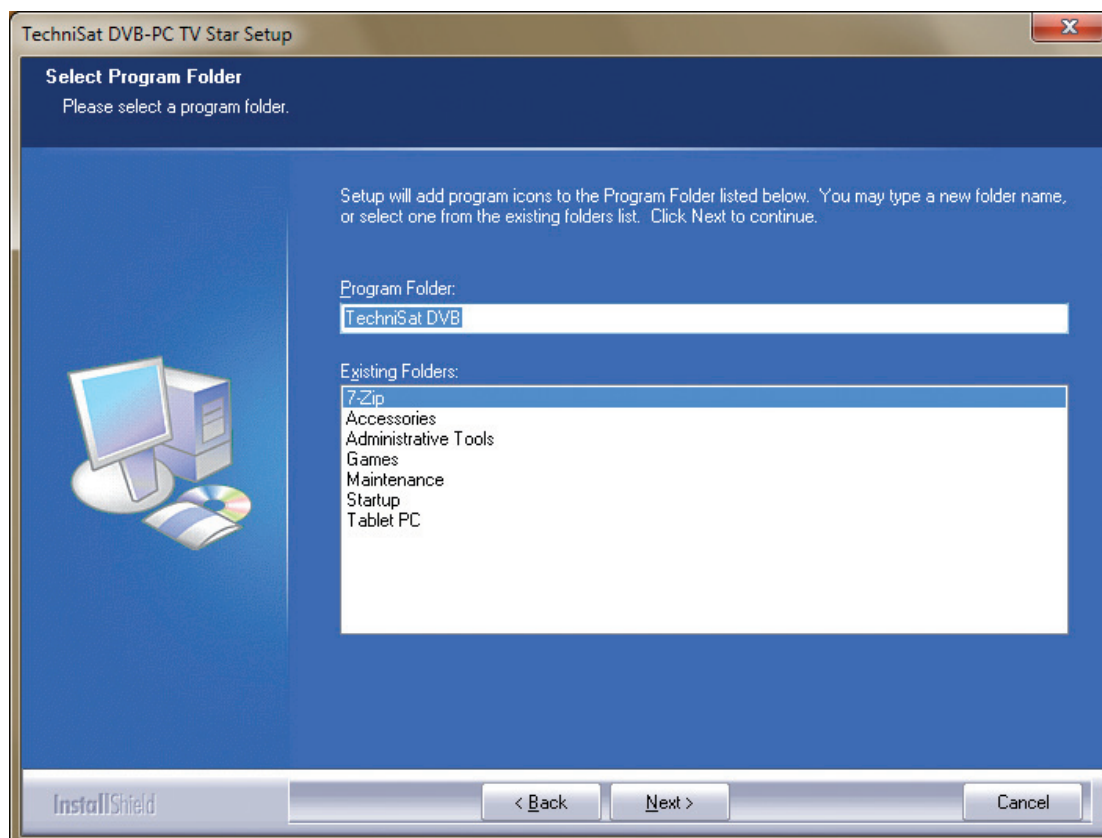 TechniSat DVB-PC TV Star Setup
X
Select Program Folder
Please select a program folder.
Setup will add program icons to the Program Folder listed below. You may type a new folder name,
or select one from the existing folders list. Click Next to continue.
Program Folder:
TechniSat DVB
Existing Folders:
7-Zip
Accessories
Administrative Tools
Games
Maintenance
Startup
Tablet PC
InstallShield
< Back
Next >
Cancel